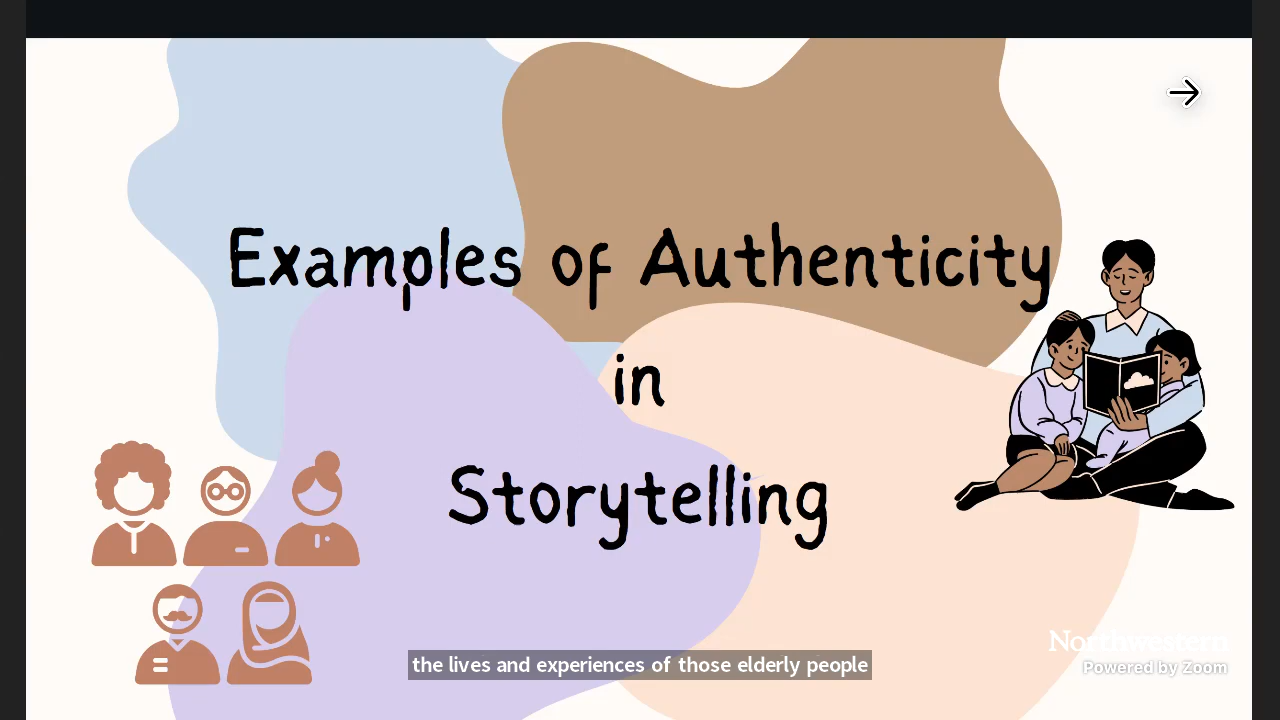 Examples of Authenticity
in
Storytelling
the lives and experiences of those elderly people
Northwestern
Powered by Zoom